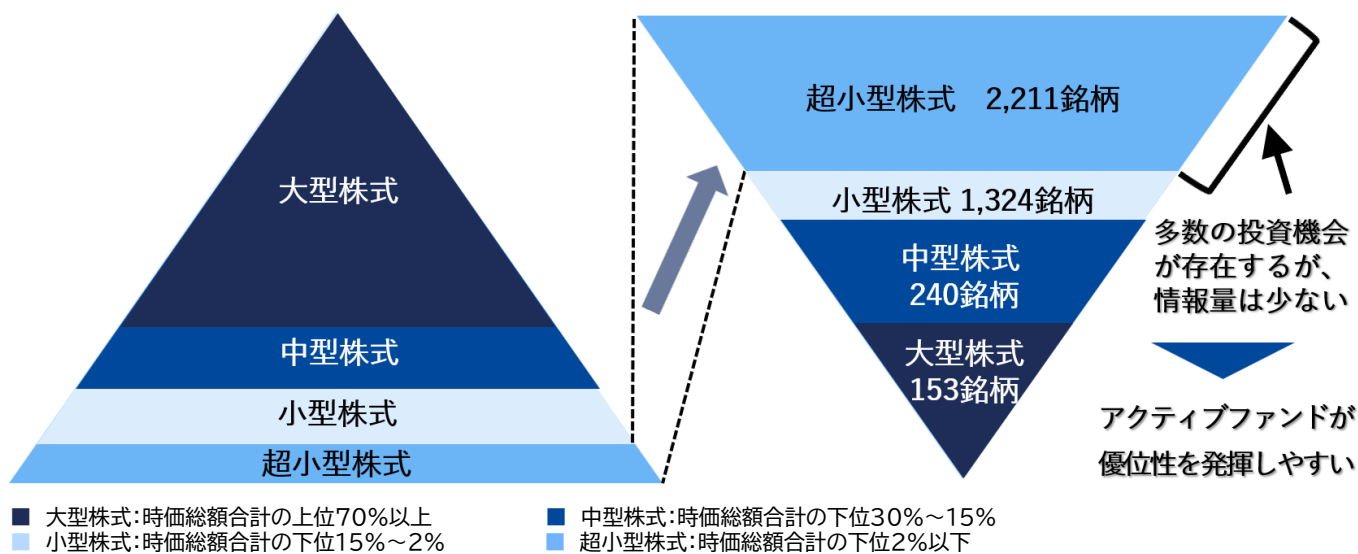 大型株式
中型株式
小型株式
超小型株式
超小型株式 2,211銘柄
小型株式 1,324銘柄
中型株式
240銘柄
大型株式
153銘柄
多数の投資機会
が存在するが、
情報量は少ない
アクティブファンドが
優位性を発揮しやすい
大型株式:時価総額合計の上位70%以上
中型株式:時価総額合計の下位30%～15%
小型株式:時価総額合計の下位15%～2%
超小型株式:時価総額合計の下位2%以下